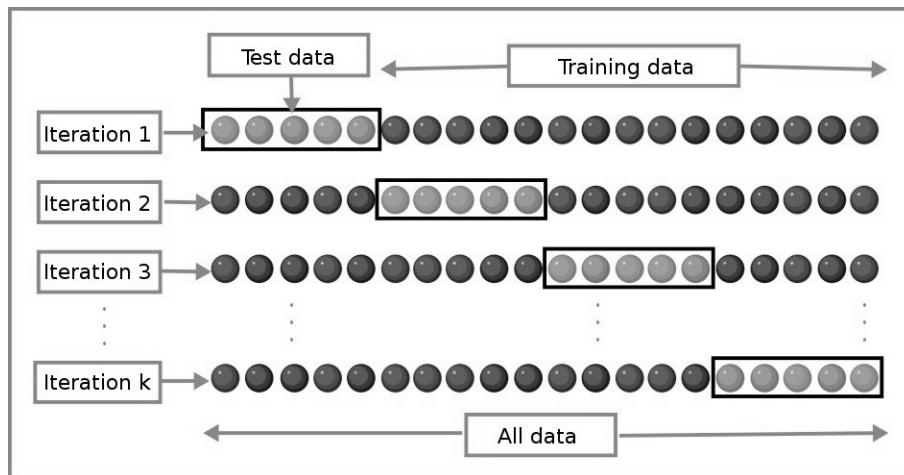 Test data
Training data
Iteration 1
Iteration 2
Iteration 3
Iteration k
All data